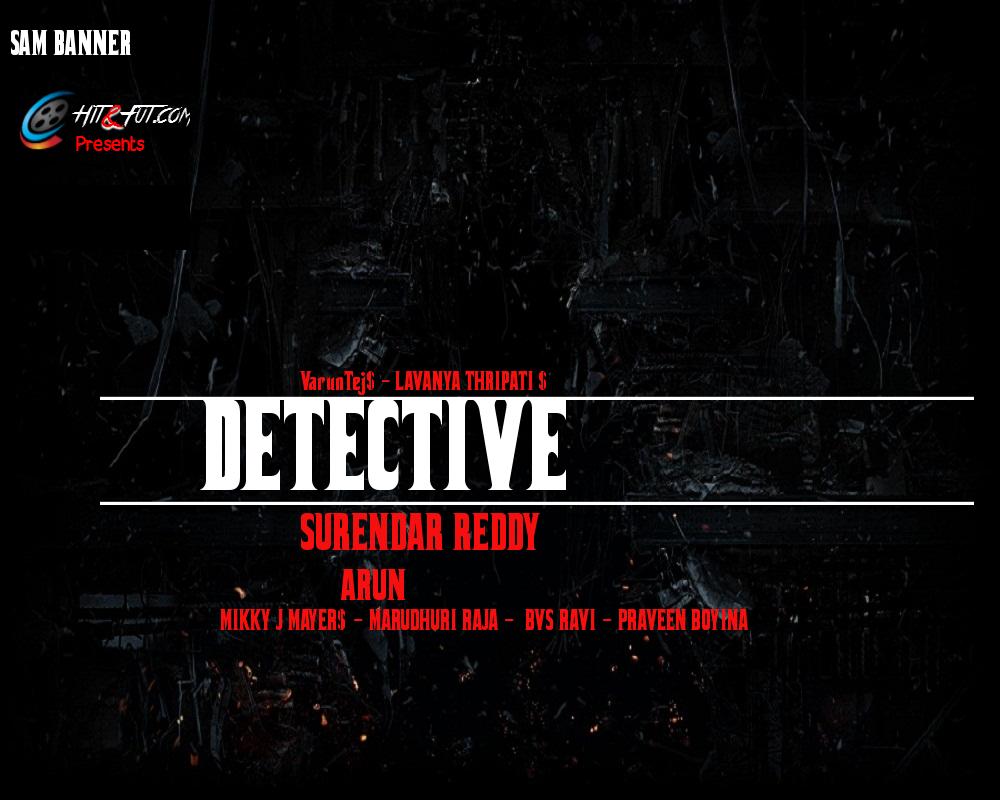 SAM BANNER
HIT&FUT.COM
Presents
VarunTej$ - LAVANYA THRIPATI $
DETECTIVE
SURENDAR REDDY
ARUN
MIKKY J MAYER$ - MARUDHURI RAJA - BVS RAVI - PRAVEEN BOYINA